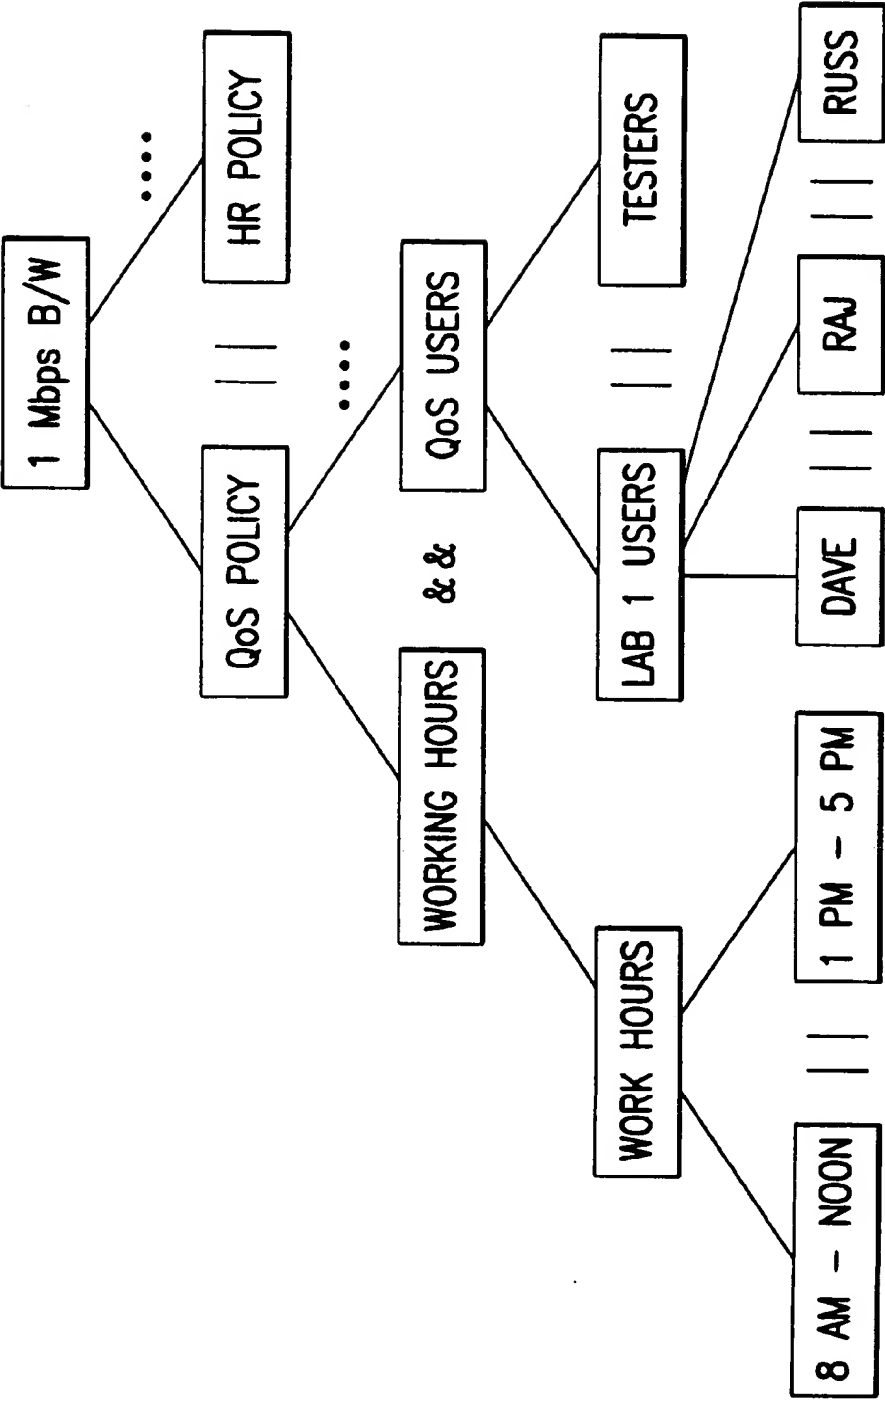 1 Mbps B/W
....
QoS POLICY || HR POLICY
....
WORKING HOURS && QoS USERS
WORK HOURS
LAB 1 USERS || TESTERS
8 AM – NOON || 1 PM – 5 PM
DAVE || RAJ || RUSS